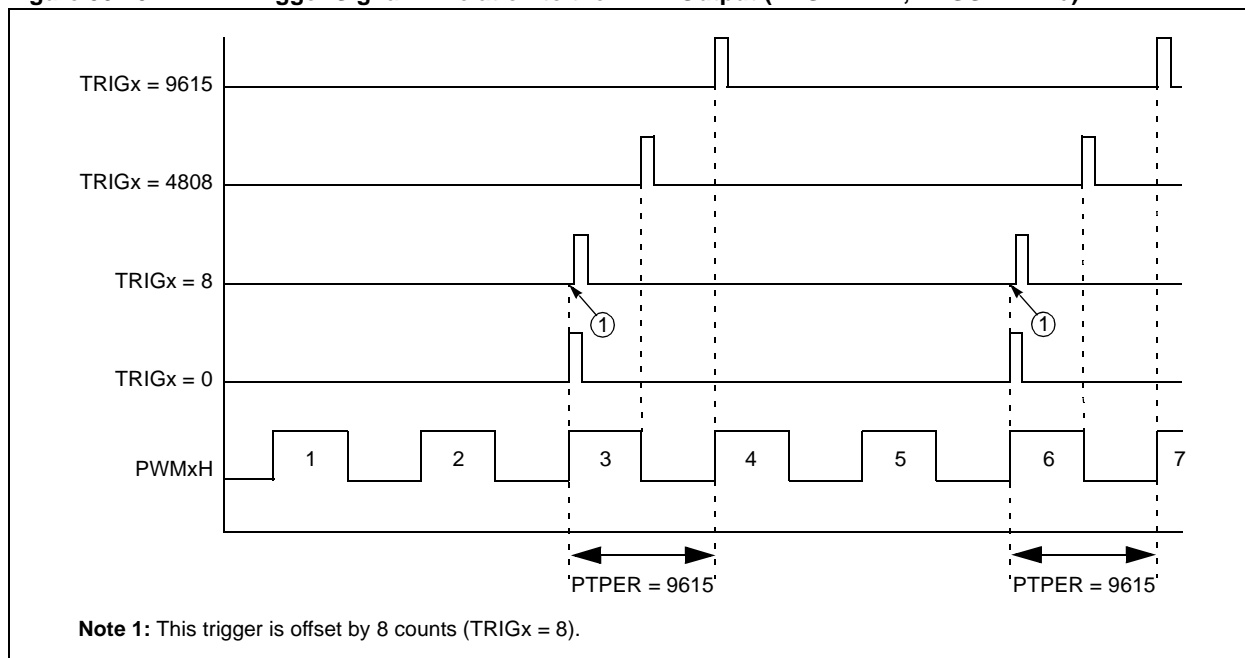 TRIGx = 9615
TRIGx = 4808
TRIGx = 8
1
1
TRIGx = 0
PWMxH
1
2
3
4
5
6
7
PTPER = 9615
PTPER = 9615
Note 1: This trigger is offset by 8 counts (TRIGx = 8).